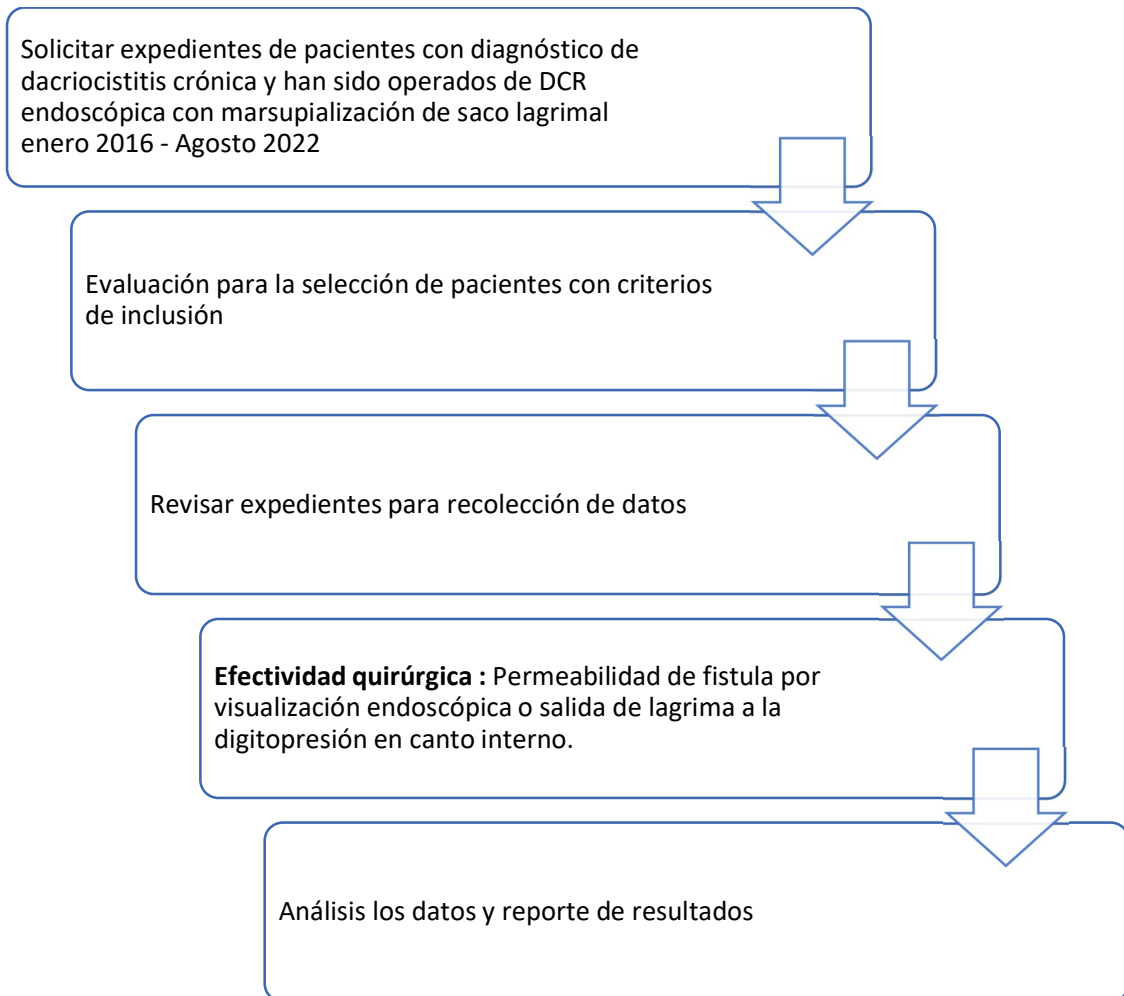 Solicitar expedientes de pacientes con diagnóstico de
dacriocistitis crónica y han sido operados de DCR
endoscópica con marsupialización de saco lagrimal
enero 2016 - Agosto 2022
Evaluación para la selección de pacientes con criterios
de inclusión
Revisar expedientes para recolección de datos
Efectividad quirúrgica : Permeabilidad de fistula por
visualización endoscópica o salida de lagrima a la
digitopresión en canto interno.
Análisis los datos y reporte de resultados